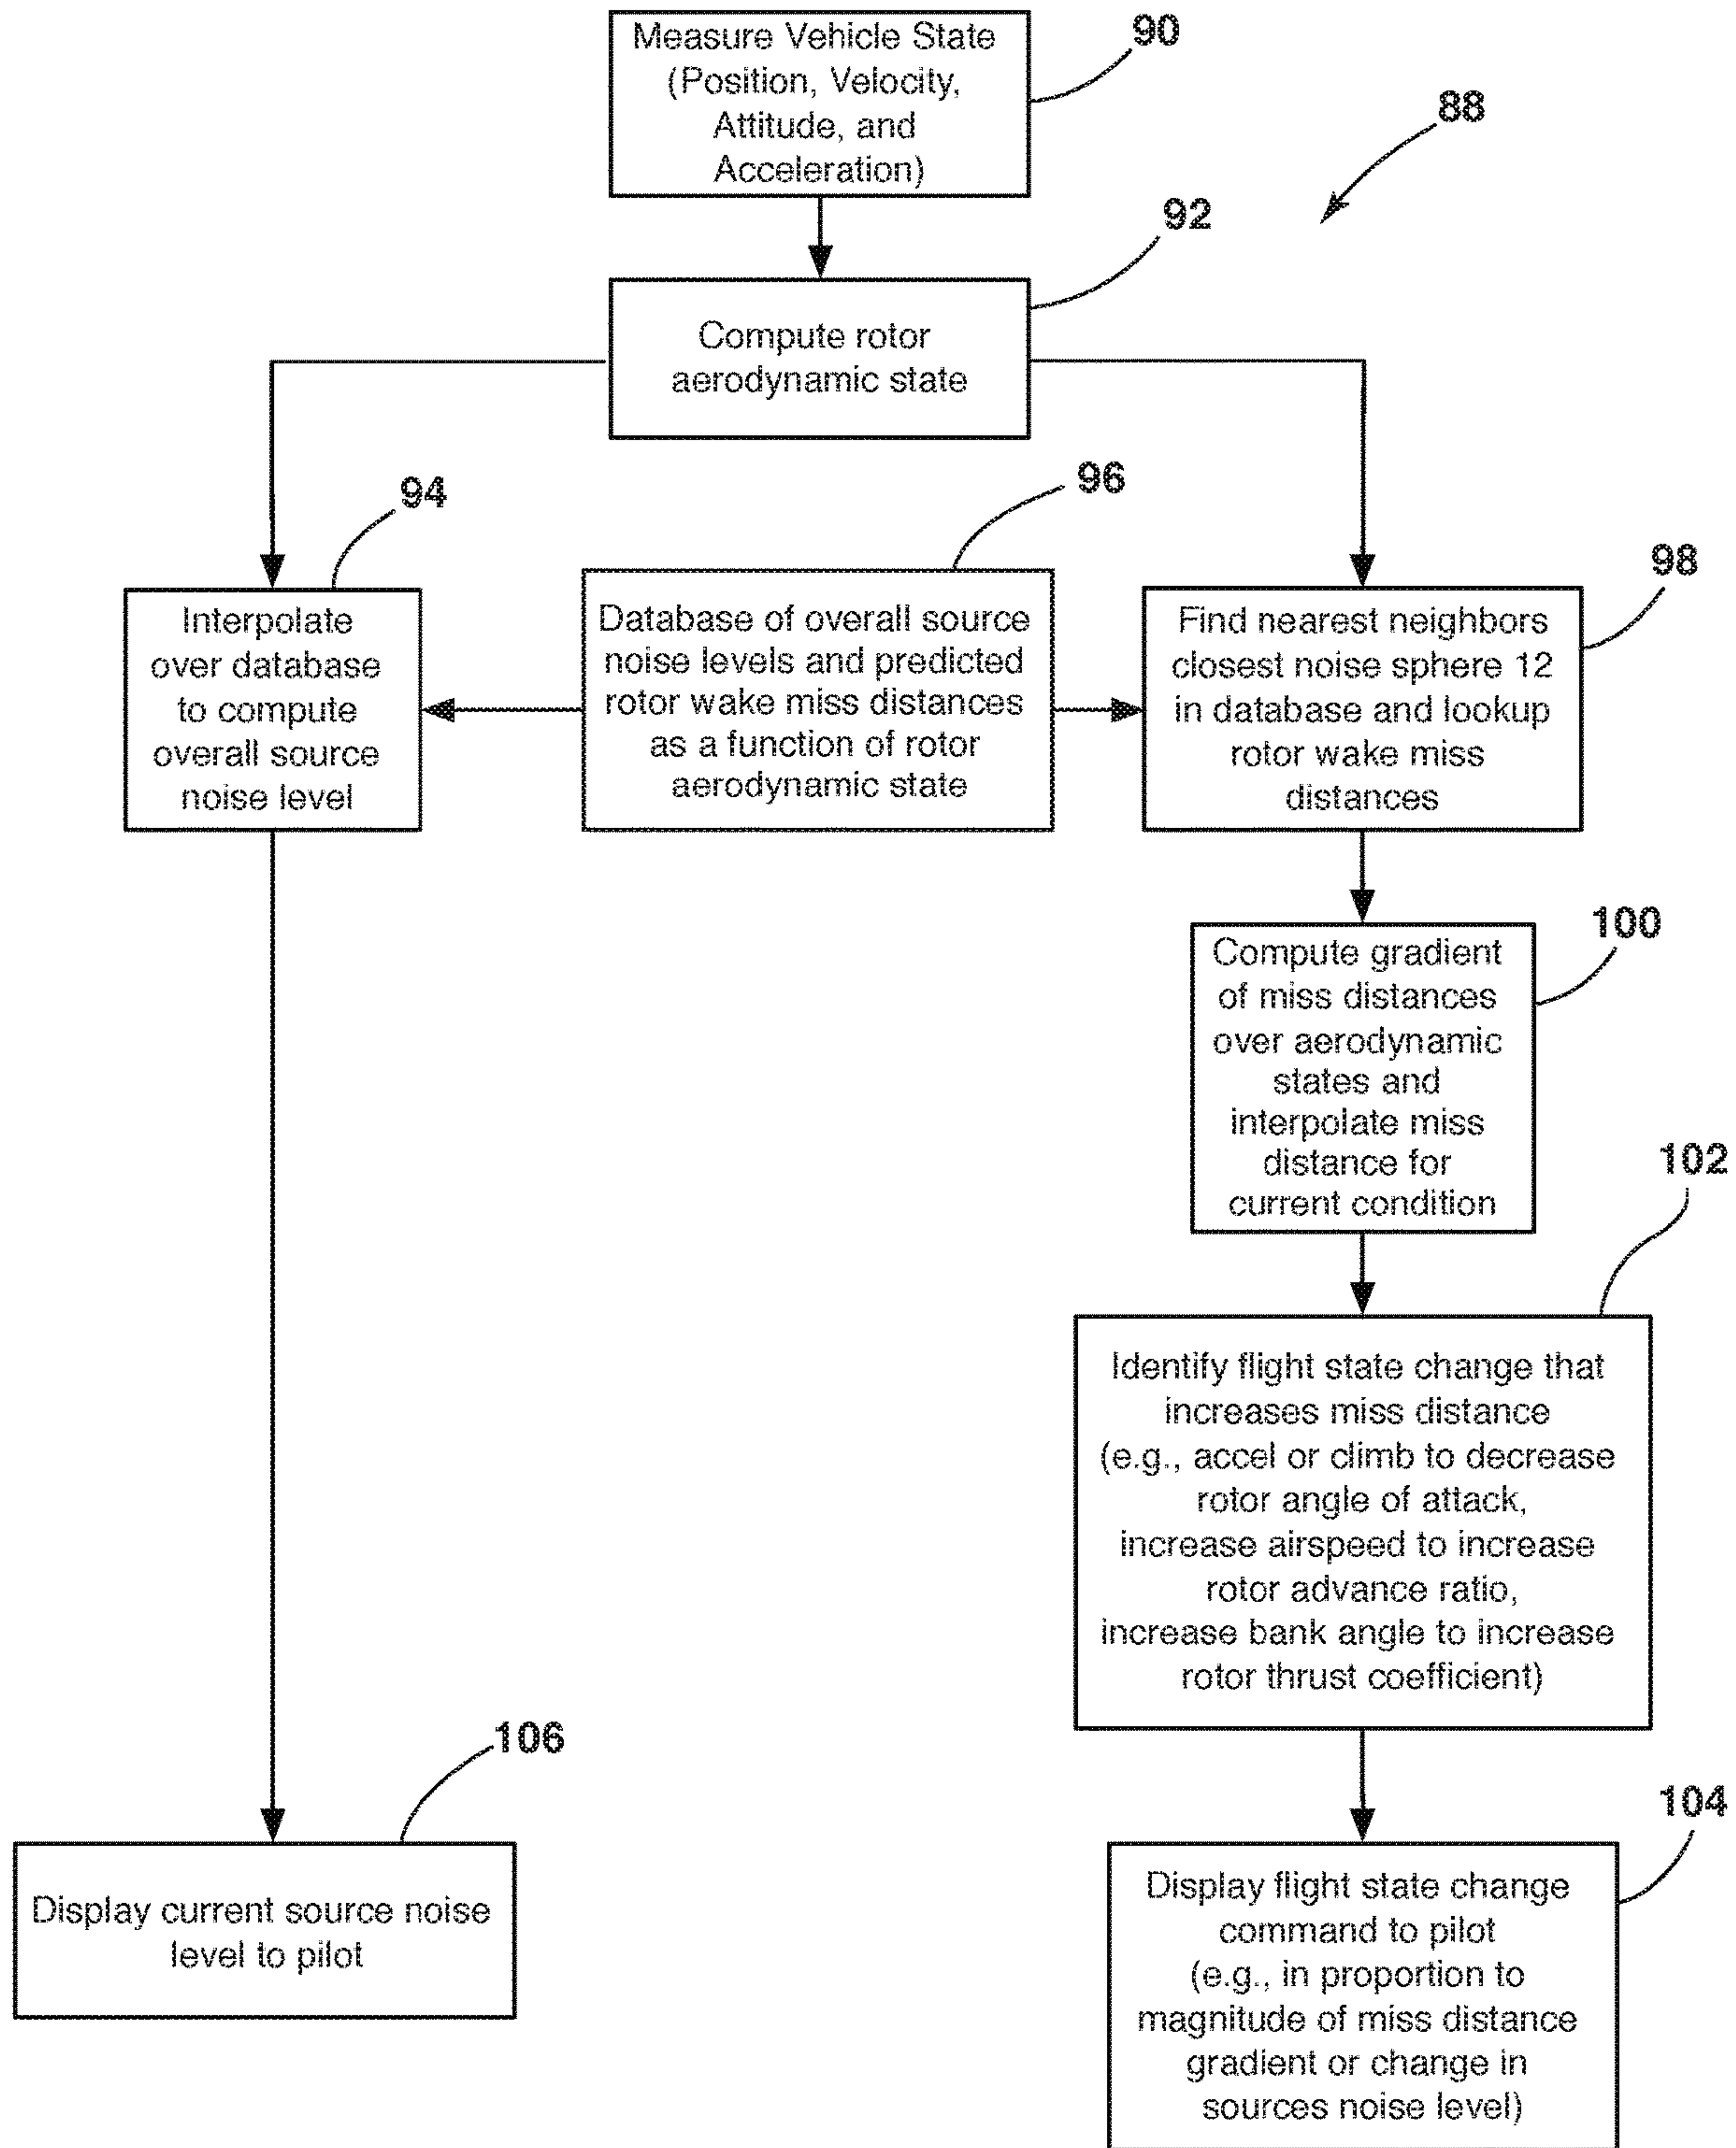 Measure Vehicle State
(Position, Velocity,
Attitude, and
Acceleration)
90
88
92
Compute rotor
aerodynamic state
94
96
98
Interpolate
over database
to compute
overall source
noise level
Database of overall source
noise levels and predicted
rotor wake miss distances
as a function of rotor
aerodynamic state
Find nearest neighbors
closest noise sphere 12
in database and lookup
rotor wake miss
distances
100
Compute gradient
of miss distances
over aerodynamic
states and
interpolate miss
distance for
current condition
102
Identify flight state change that
increases miss distance
(e.g., accel or climb to decrease
rotor angle of attack,
increase airspeed to increase
rotor advance ratio,
increase bank angle to increase
rotor thrust coefficient)
106
Display current source noise
level to pilot
104
Display flight state change
command to pilot
(e.g., in proportion to
magnitude of miss distance
gradient or change in
sources noise level)